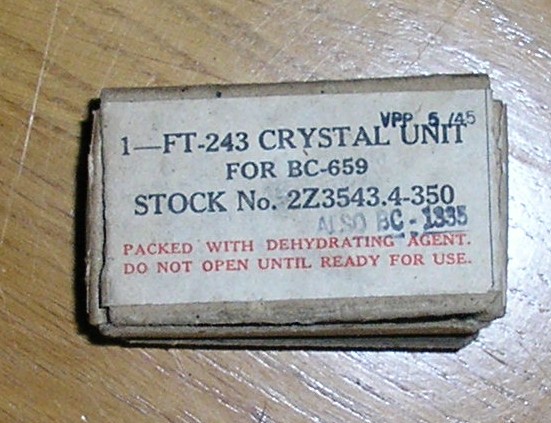 VPP 5/45
1—FT-243 CRYSTAL UNIT
FOR BC-659
STOCK No. 2Z3543.4-350
ALSO BC-1335
PACKED WITH DEHYDRATING AGENT.
DO NOT OPEN UNTIL READY FOR USE.